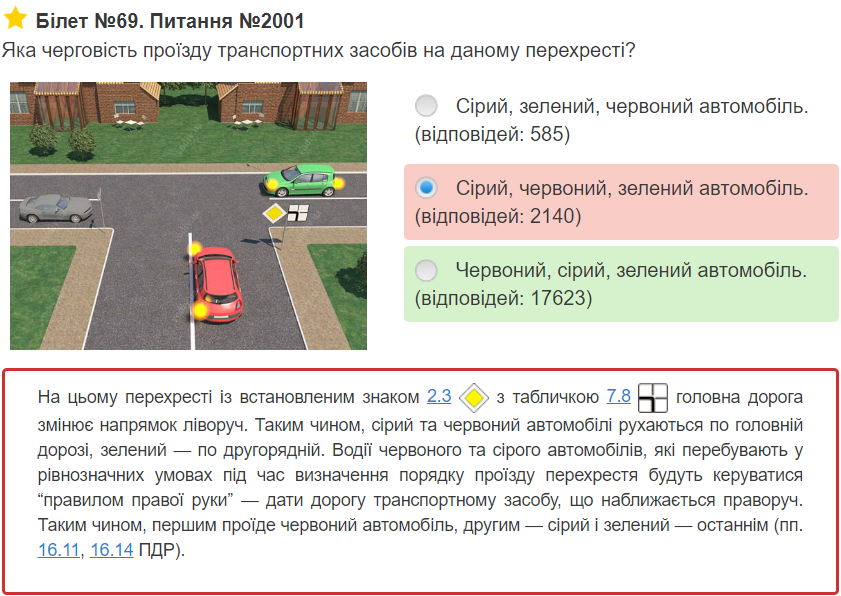 Білет №69. Питання №2001
Яка черговість проїзду транспортних засобів на даному перехресті?
Сірий, зелений, червоний автомобіль.
(відповідей: 585)
Сірий, червоний, зелений автомобіль.
(відповідей: 2140)
Червоний, сірий, зелений автомобіль.
(відповідей: 17623)
На цьому перехресті із встановленим знаком 2.3 з табличкою 7.8 головна дорога
змінює напрямок ліворуч. Таким чином, сірий та червоний автомобілі рухаються по головній
дорозі, зелений — по другорядній. Водії червоного та сірого автомобілів, які перебувають у
рівнозначних умовах під час визначення порядку проїзду перехрестя будуть керуватися
“правилом правої руки” — дати дорогу транспортному засобу, що наближається праворуч.
Таким чином, першим проїде червоний автомобіль, другим — сірий і зелений — останнім (пп.
16.11, 16.14 ПДР).